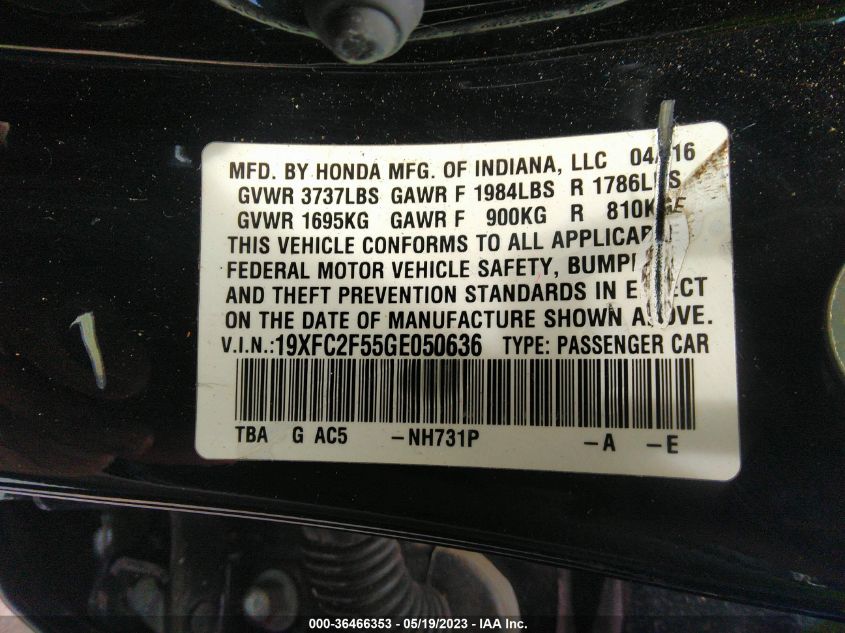 MFD. BY HONDA MFG. OF INDIANA, LLC 04/16
GVWR 3737LBS GAWR F 1984LBS R 1786LBS
GVWR 1695KG GAWR F 900KG R 810KG
THIS VEHICLE CONFORMS TO ALL APPLICABLE
FEDERAL MOTOR VEHICLE SAFETY,
AND THEFT PREVENTION STANDARDS IN EFFECT
ON THE DATE OF MANUFACTURE SHOWN ABOVE.
V.I.N.:19XFC2F55GE050636 TYPE: PASSENGER CAR
TBA G AC5 -NH731P -A -E
000-36466353 / 05/19/2023 - IAA Inc.